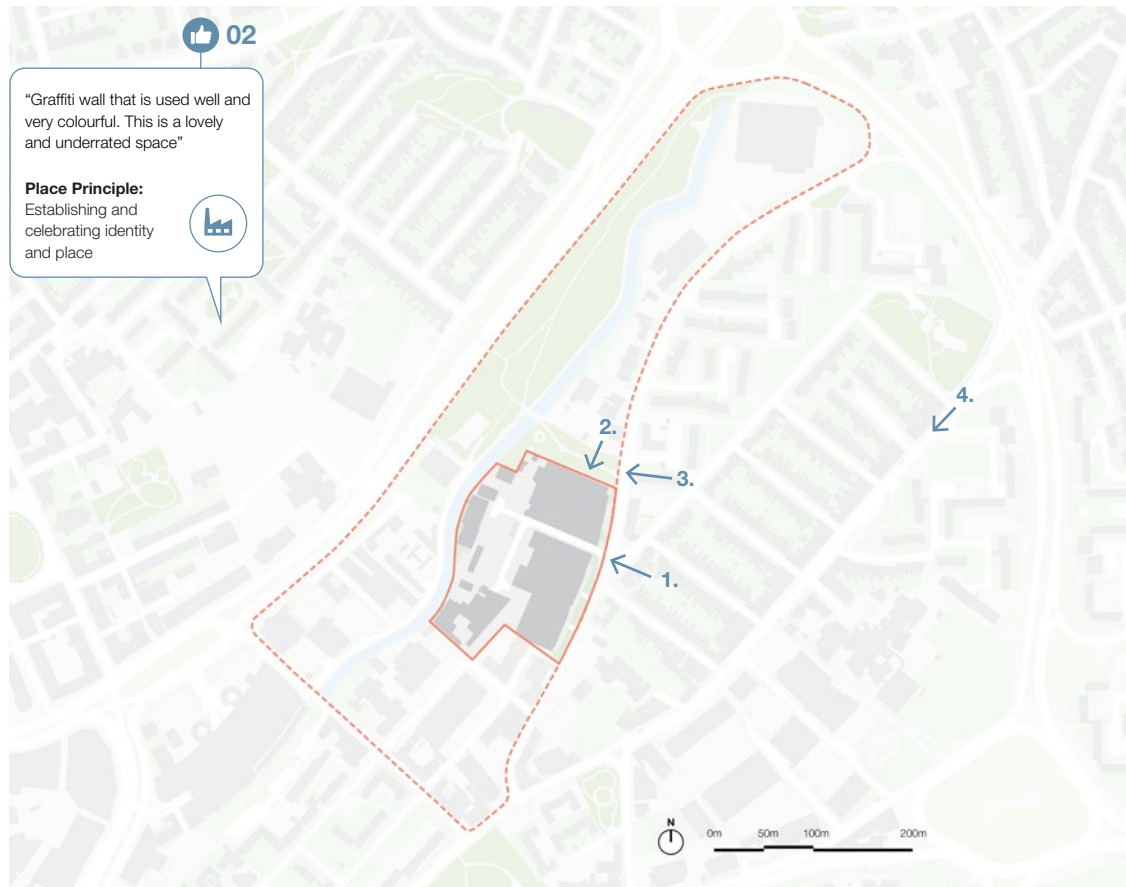 02
“Graffiti wall that is used well and
very colourful. This is a lovely
and underrated space”
Place Principle:
Establishing and
celebrating identity
and place
4.
2.
3.
1.
N
0m 50m 100m 200m